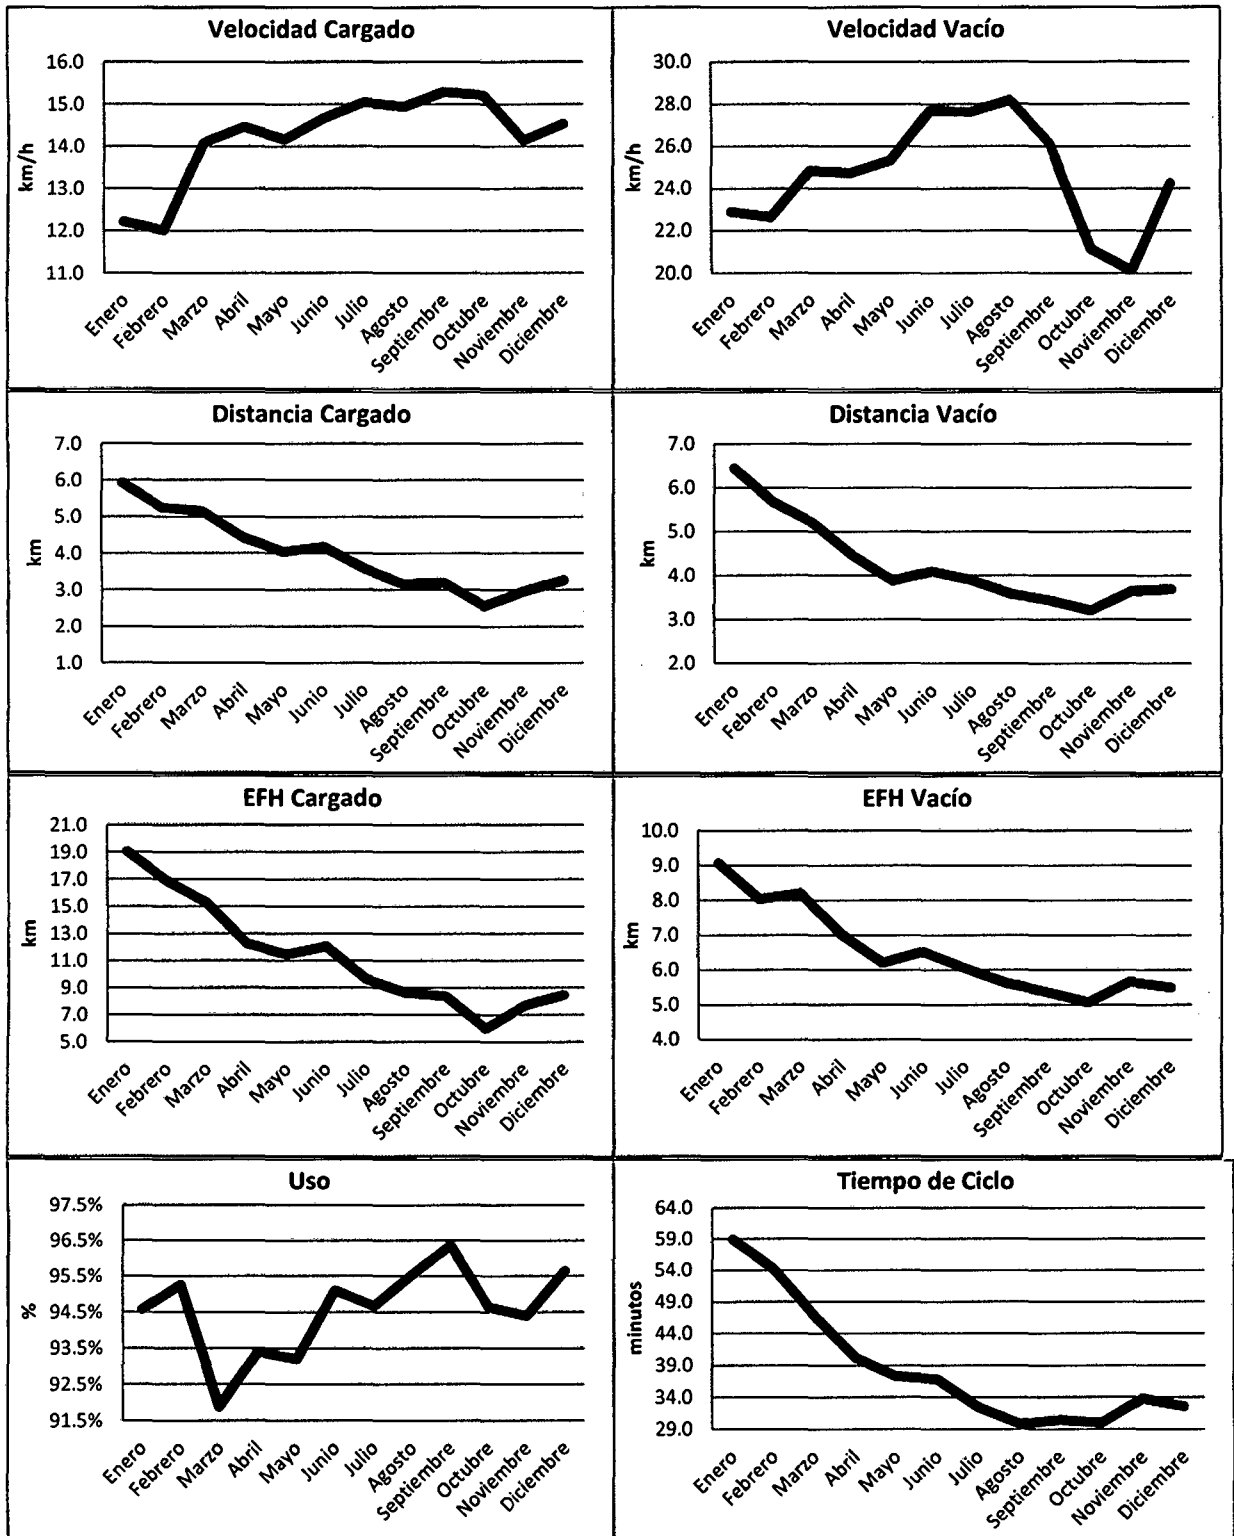 Velocidad Cargado
16.0
15.0
14.0
13.0
12.0
11.0
km/h
Enero
Febrero
Marzo
Abril
Mayo
Junio
Julio
Agosto
Septiembre
Octubre
Noviembre
Diciembre
Velocidad Vacío
30.0
28.0
26.0
24.0
22.0
20.0
km/h
Enero
Febrero
Marzo
Abril
Mayo
Junio
Julio
Agosto
Septiembre
Octubre
Noviembre
Diciembre
Distancia Cargado
7.0
6.0
5.0
4.0
3.0
2.0
1.0
km
Enero
Febrero
Marzo
Abril
Mayo
Junio
Julio
Agosto
Septiembre
Octubre
Noviembre
Diciembre
Distancia Vacío
7.0
6.0
5.0
4.0
3.0
2.0
km
Enero
Febrero
Marzo
Abril
Mayo
Junio
Julio
Agosto
Septiembre
Octubre
Noviembre
Diciembre
EFH Cargado
21.0
19.0
17.0
15.0
13.0
11.0
9.0
7.0
5.0
km
Enero
Febrero
Marzo
Abril
Mayo
Junio
Julio
Agosto
Septiembre
Octubre
Noviembre
Diciembre
EFH Vacío
10.0
9.0
8.0
7.0
6.0
5.0
4.0
km
Enero
Febrero
Marzo
Abril
Mayo
Junio
Julio
Agosto
Septiembre
Octubre
Noviembre
Diciembre
Uso
97.5%
96.5%
95.5%
94.5%
93.5%
92.5%
91.5%
%
Enero
Febrero
Marzo
Abril
Mayo
Junio
Julio
Agosto
Septiembre
Octubre
Noviembre
Diciembre
Tiempo de Ciclo
64.0
59.0
54.0
49.0
44.0
39.0
34.0
29.0
minutos
Enero
Febrero
Marzo
Abril
Mayo
Junio
Julio
Agosto
Septiembre
Octubre
Noviembre
Diciembre